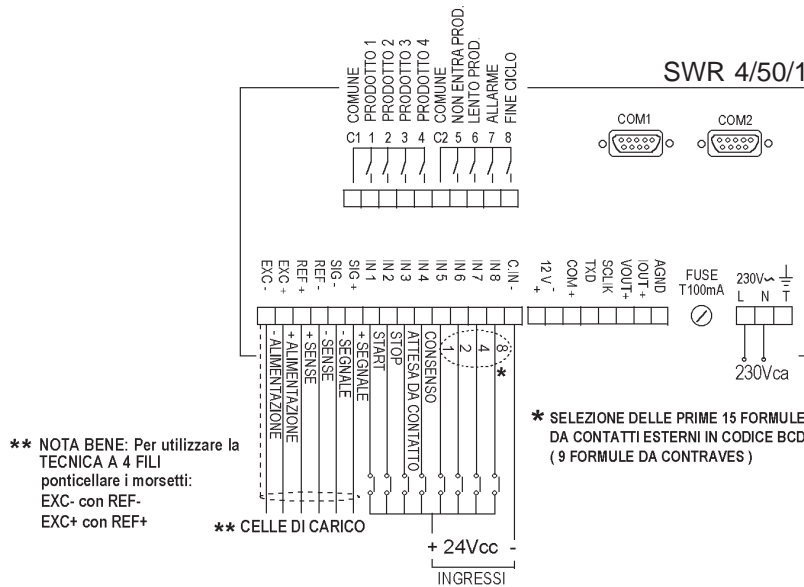 SWR 4/50/1
COMUNE
PRODOTTO 1
PRODOTTO 2
PRODOTTO 3
PRODOTTO 4
COMUNE
NON ENTRA PROD.
LENTO PROD.
ALLARME
FINE CICLO
C1 1 2 3 4 C2 5 6 7 8
COM1
COM2
EXC -
EXC +
REF +
REF -
SIG -
SIG +
IN 1
IN 2
IN 3
IN 4
IN 5
IN 6
IN 7
IN 8
C.IN -
12 V -
+
COM +
TXD
SCLIK
VOUT+
IOUT +
AGND
FUSE
T100mA
230V~
L N T
230Vca
- ALIMENTAZIONE
+ ALIMENTAZIONE
+ SENSE
- SENSE
- SEGNALE
+ SEGNALE
START
STOP
ATTESA DA CONTATTO
CONSENSO
1
2
4
8
*
* SELEZIONE DELLE PRIME 15 FORMULE
DA CONTATTI ESTERNI IN CODICE BCD
( 9 FORMULE DA CONTRAVES )
** NOTA BENE: Per utilizzare la
TECNICA A 4 FILI
ponticellare i morsetti:
EXC- con REF-
EXC+ con REF+
** CELLE DI CARICO
+ 24Vcc -
INGRESSI